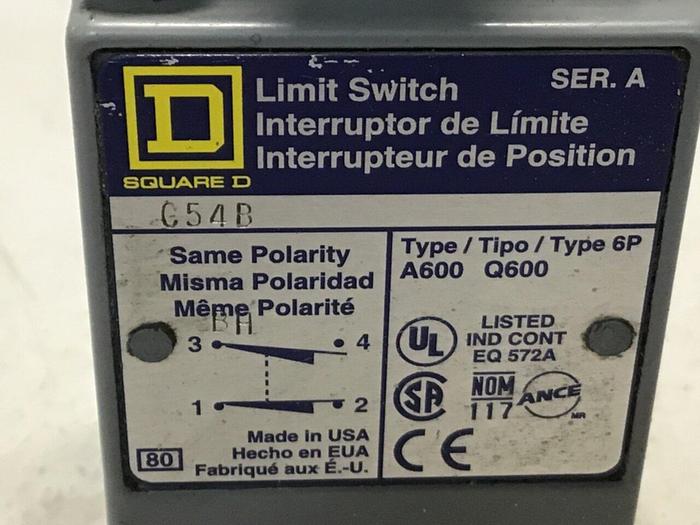 D
SQUARE D
Limit Switch
SER. A
Interruptor de Límite
Interrupteur de Position
C54B
Same Polarity
Misma Polaridad
Même Polarité
BH
3 4
1 2
80
Made in USA
Hecho en EUA
Fabriqué aux É.-U.
Type / Tipo / Type 6P
A600 Q600
UL
LISTED
IND CONT
EQ 572A
SA
NOM
117
ANCE
MR
CE